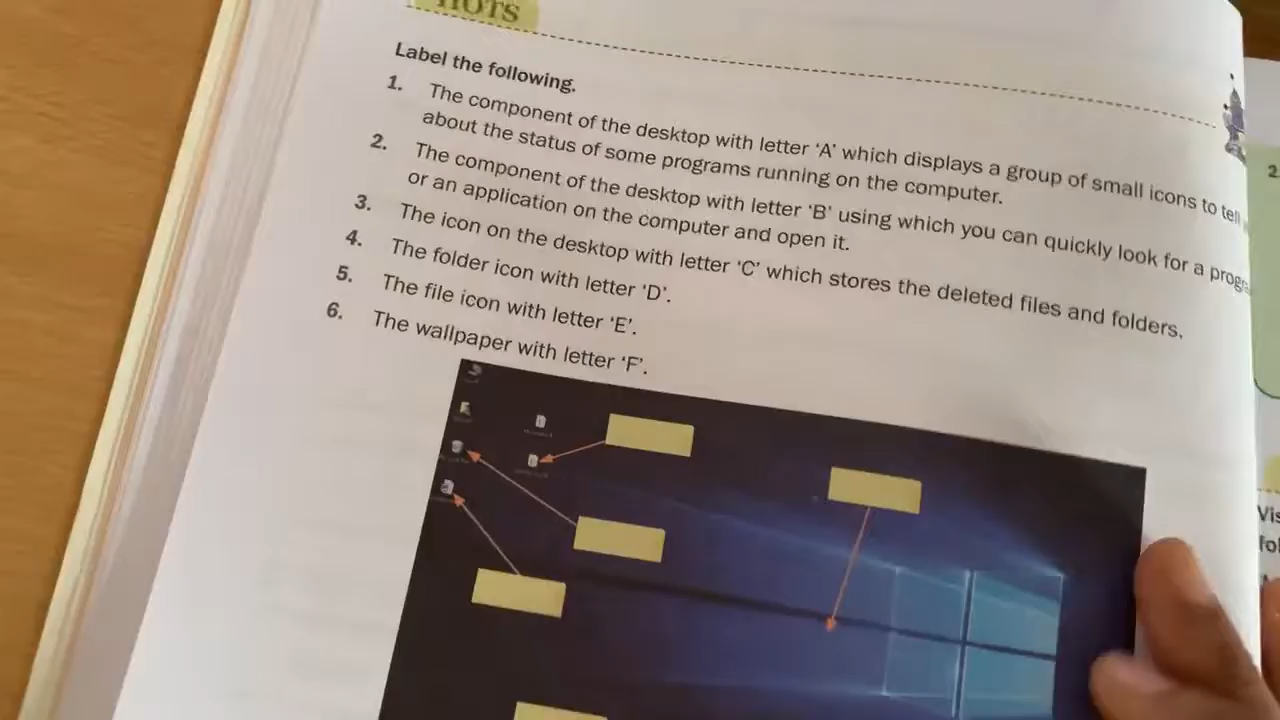 HOTS
Label the following.
1. The component of the desktop with letter 'A' which displays a group of small icons to tell
about the status of some programs running on the computer.
2. The component of the desktop with letter 'B' using which you can quickly look for a
or an application on the computer and open it.
3. The icon on the desktop with letter 'C' which stores the deleted files and folders.
4. The folder icon with letter 'D'.
5. The file icon with letter 'E'.
6. The wallpaper with letter 'F'.
2